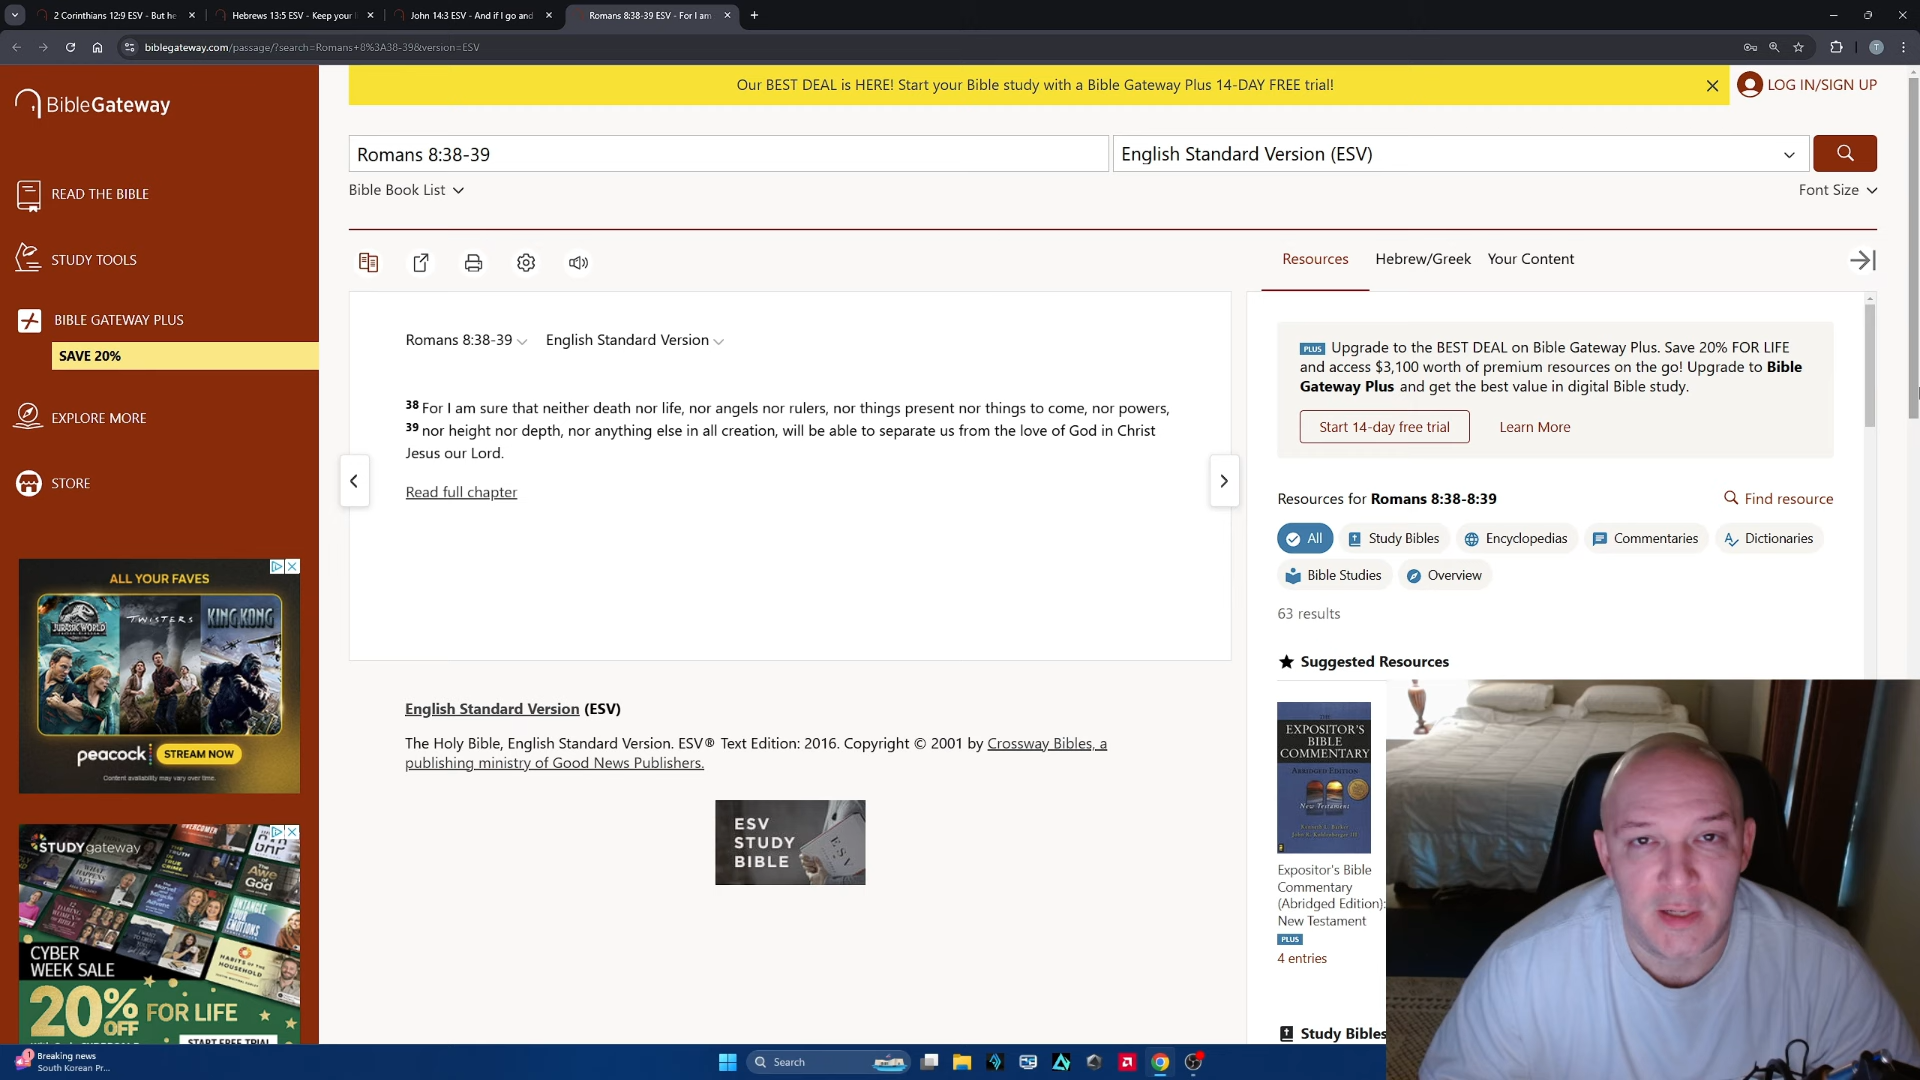 2 Corinthians 12:9 ESV - But he
Hebrews 13:5 ESV - Keep your l
John 14:3 ESV - And if I go and
Romans 8:38-39 ESV - For I am
biblegateway.com/passage/?search=Romans+8%3A38-39&version=ESV
BibleGateway
Our BEST DEAL is HERE! Start your Bible study with a Bible Gateway Plus 14-DAY FREE trial!
LOG IN/SIGN UP
Romans 8:38-39
English Standard Version (ESV)
Bible Book List
Font Size
READ THE BIBLE
STUDY TOOLS
BIBLE GATEWAY PLUS
SAVE 20%
EXPLORE MORE
STORE
Resources
Hebrew/Greek
Your Content
Romans 8:38-39
English Standard Version
38 For I am sure that neither death nor life, nor angels nor rulers, nor things present nor things to come, nor powers,
39 nor height nor depth, nor anything else in all creation, will be able to separate us from the love of God in Christ
Jesus our Lord.
Read full chapter
English Standard Version (ESV)
The Holy Bible, English Standard Version. ESV® Text Edition: 2016. Copyright © 2001 by Crossway Bibles, a
publishing ministry of Good News Publishers.
ESV
STUDY
BIBLE
PLUS Upgrade to the BEST DEAL on Bible Gateway Plus. Save 20% FOR LIFE
and access $3,100 worth of premium resources on the go! Upgrade to Bible
Gateway Plus and get the best value in digital Bible study.
Start 14-day free trial
Learn More
Resources for Romans 8:38-8:39
Find resource
All
Study Bibles
Encyclopedias
Commentaries
Dictionaries
Bible Studies
Overview
63 results
Suggested Resources
THE
EXPOSITOR'S
BIBLE
COMMENTARY
ABRIDGED EDITION
New Testament
Expositor's Bible
Commentary
(Abridged Edition):
New Testament
PLUS
4 entries
Study Bibles
ALL YOUR FAVES
JURASSIC WORLD
TWISTERS
KING KONG
peacock
STREAM NOW
Content availability may vary over time.
STUDYgateway
CYBER
WEEK SALE
20% OFF FOR LIFE
START FREE TRIAL
1
Breaking news
South Korean Pr...
Search
T